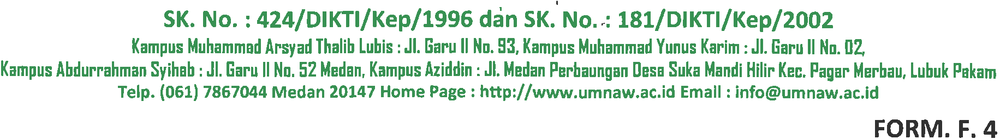 SK. No. : 424/DIKTI/Kep/1996 dan SK. No. : 181/DIKTI/Kep/2002
Kampus Muhammad Arsyad Thalib Lubis : Jl. Garu II No. 93, Kampus Muhammad Yunus Karim : Jl. Garu II No. 02,
Kampus Abdurrahman Syihab : Jl. Garu II No. 52 Medan, Kampus Aziddin : Jl. Medan Perbaungan Desa Suka Mandi Hilir Kec. Pagar Merbau, Lubuk Pakam
Telp. (061) 7867044 Medan 20147 Home Page : http://www.umnaw.ac.id Email : info@umnaw.ac.id
FORM. F. 4